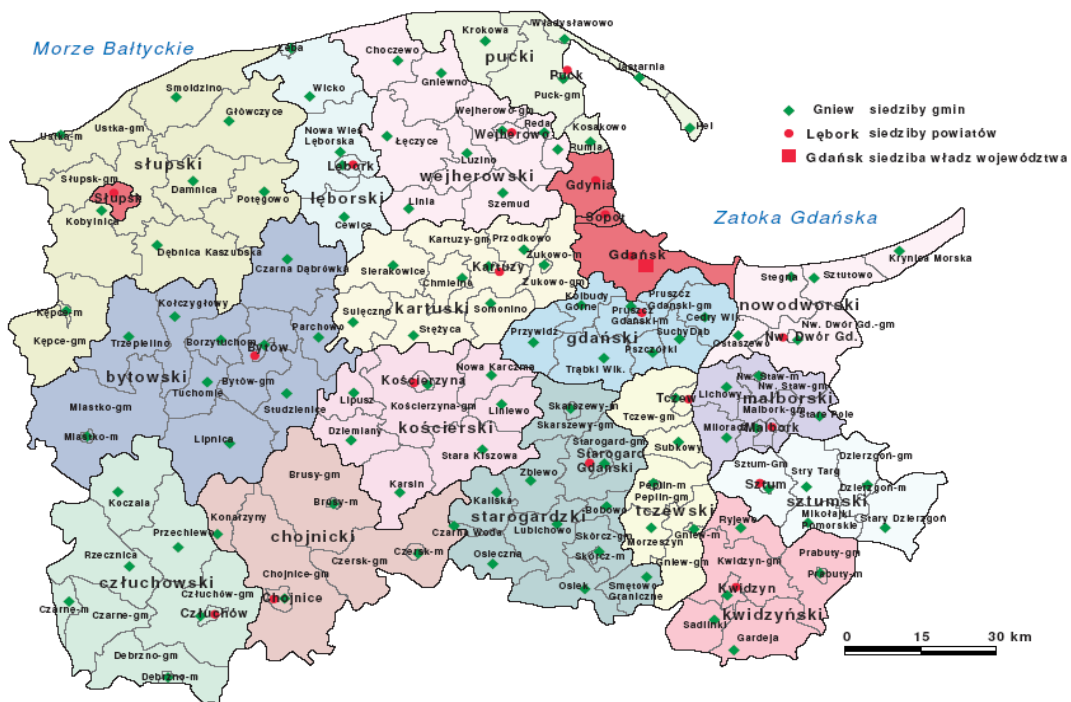 Morze Bałtyckie
Zatoka Gdańska
Gniew siedziby gmin
Lębork siedziby powiatów
Gdańsk siedziba władz województwa
0 15 30 km
Krokowa
Władysławowo
pucki
Puck
Puck-gm
Jastarnia
Hel
Kosakowo
Łeba
Choczewo
Gniewno
Wejherowo-gm
Wejherowo
Reda
Rumia
Łęczyce
Luzino
wejherowski
Linia
Szemud
Gdynia
Sopot
Gdańsk
Wicko
Nowa Wieś
Lęborska
Lębork
lęborski
Cewice
Smołdzino
Główczyce
Ustka-m
Ustka-gm
słupski
Słupsk-gm
Słupsk
Damnica
Potęgowo
Kobylnica
Dębnica Kaszubska
Kępce-m
Kępce-gm
Czarna Dąbrówka
Kołczygłowy
Parchowo
Trzepielino
Borzytuchom
Bytów
bytowski
Bytów-gm
Tuchomie
Studzienice
Miastko-gm
Miastko-m
Lipnica
Kartuzy-gm
Przodkowo
Żukowo-m
Sierakowice
Kartuzy
Chmielno
Żukowo-gm
Sulęczno
kartuski
Somonino
Stężyca
Kolbudy
Górne
Pruszcz
Gdański-gm
Pruszcz
Gdański-m
Cedry Wlk.
Przywidz
gdański
Suchy Dąb
Pszczółki
Trąbki Wlk.
Stegna
Sztutowo
Krynica Morska
nowodworski
Nw. Dwór Gd.-gm
Ostaszewo
Nw. Dwór Gd.
Nw. Staw-m
Nw. Staw-gm
Lichowy
malborski
Malbork-gm
Stare Pole
Miloradz
Malbork
Kościerzyna
Nowa Karczma
Lipusz
Kościerzyna-gm
Liniewo
Dziemiany
kościerski
Stara Kiszowa
Karsin
Skarszewy-m
Skarszewy-gm
Starogard-gm
Starogard
Gdański
Zblewo
Kaliska
starogardzki
Bobowo
Lubichowo
Czarna Woda
Skórcz-gm
Osieczna
Skórcz-m
Osiek
Smętowo
Graniczne
Tczew
Tczew-gm
Subkowy
Peplin-m
Peplin-gm
tczewski
Morzeszyn
Gniew-m
Gniew-gm
Sztum-Gm
Sztum
Stry Targ
Dzierzgoń-gm
Dzierzgoń-m
sztumski
Mikołajki
Pomorskie
Stary Dzierzgoń
Ryjewo
Prabuty-gm
Kwidzyn-gm
Prabuty-m
Kwidzyn
kwidzyński
Sadlinki
Gardeja
Brusy-gm
Brusy-m
Konarzyny
chojnicki
Czersk-m
Czersk-gm
Chojnice-gm
Chojnice
Koczala
Przechlewo
Rzecznica
człuchowski
Człuchów-gm
Czarne-m
Czarne-gm
Człuchów
Debrzno-gm
Debrzno-m